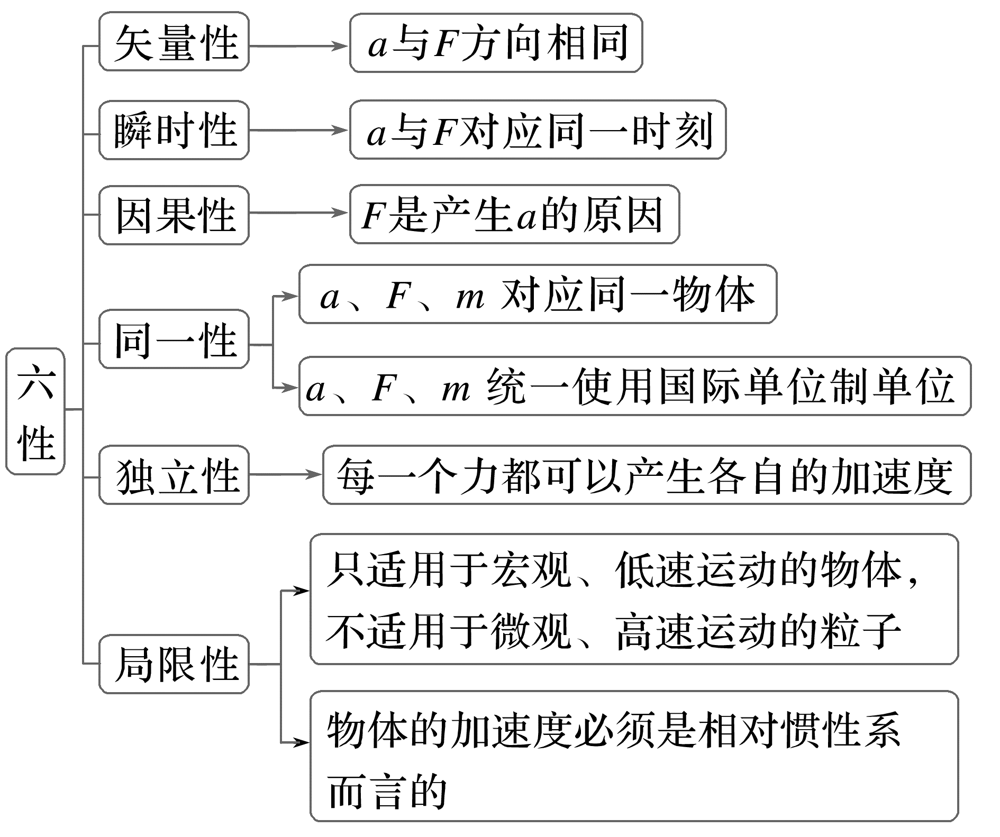 六性
矢量性
a与F方向相同
瞬时性
a与F对应同一时刻
因果性
F是产生a的原因
同一性
a、F、m 对应同一物体
a、F、m 统一使用国际单位制单位
独立性
每一个力都可以产生各自的加速度
局限性
只适用于宏观、低速运动的物体,
不适用于微观、高速运动的粒子
物体的加速度必须是相对惯性系
而言的